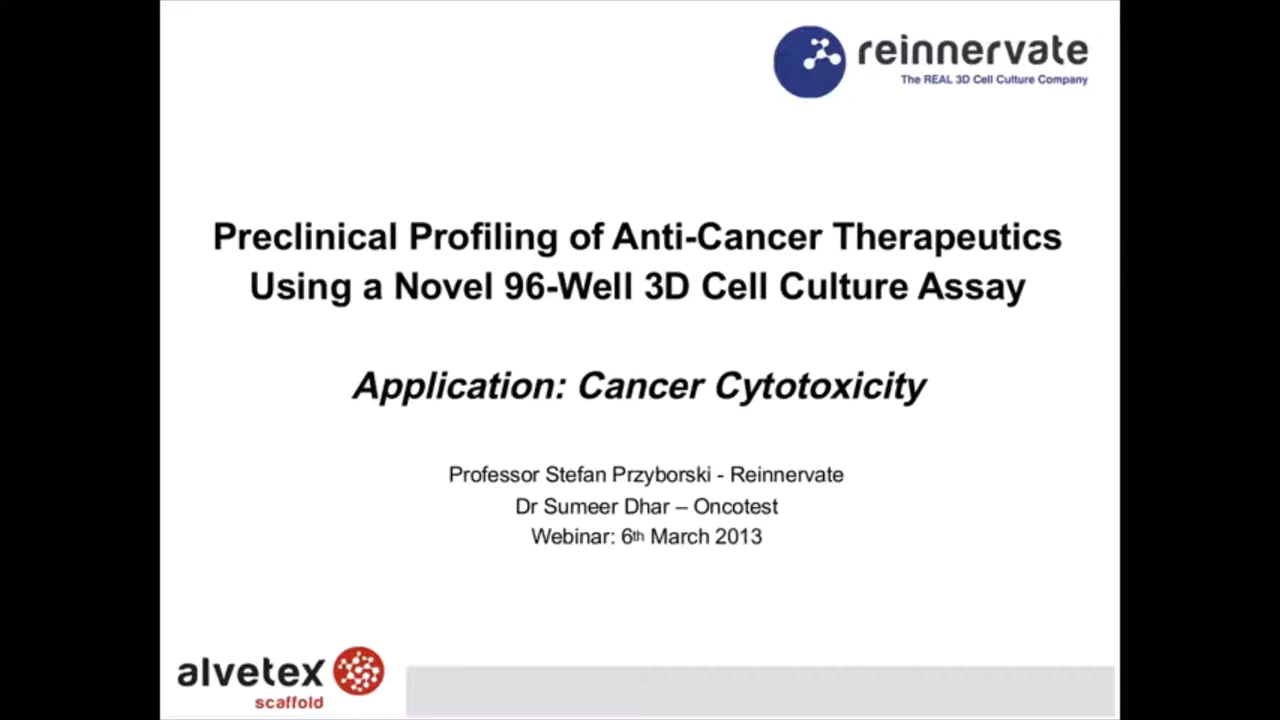 reinnervate
The REAL 3D Cell Culture Company
Preclinical Profiling of Anti-Cancer Therapeutics
Using a Novel 96-Well 3D Cell Culture Assay
Application: Cancer Cytotoxicity
Professor Stefan Przyborski - Reinnervate
Dr Sumeer Dhar – Oncotest
Webinar: 6th March 2013
alvetex
scaffold